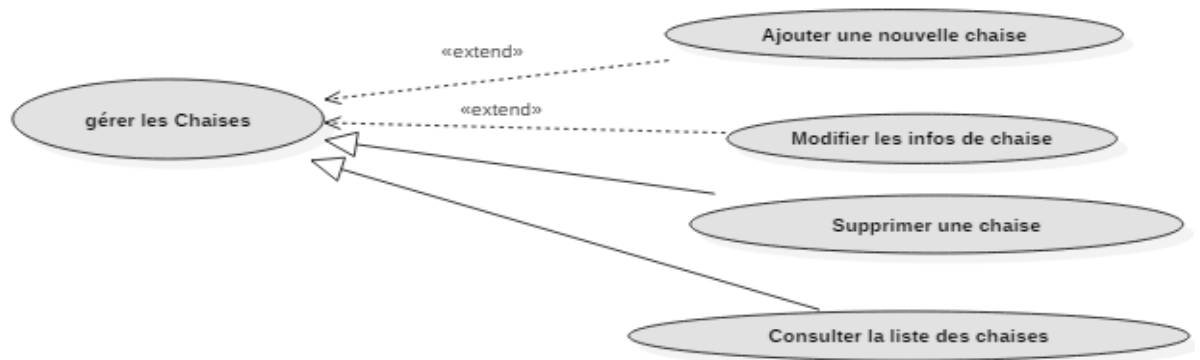 Ajouter une nouvelle chaise
«extend»
gérer les Chaises
«extend»
Modifier les infos de chaise
Supprimer une chaise
Consulter la liste des chaises